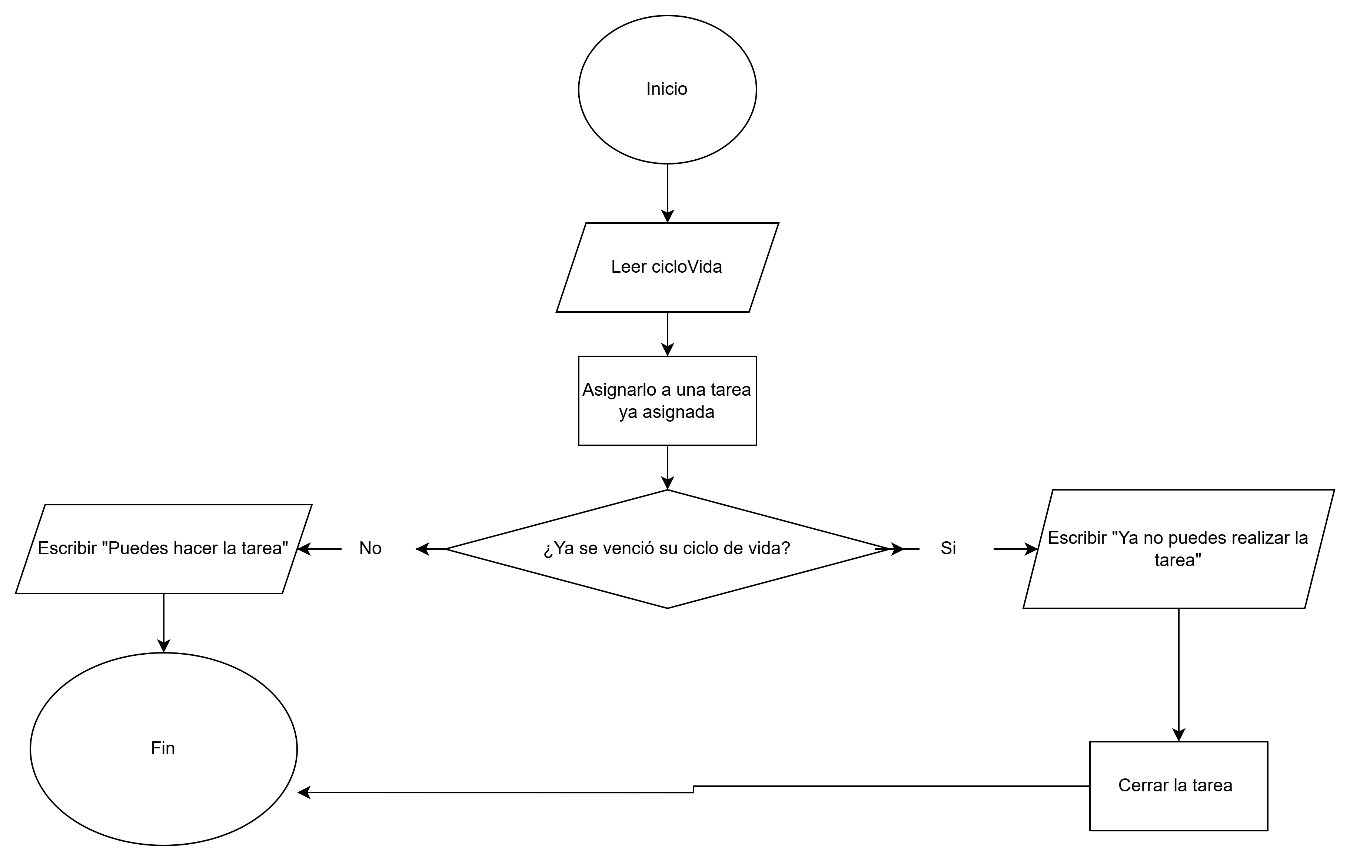 Inicio
Leer cicloVida
Asignarlo a una tarea
ya asignada
Escribir "Puedes hacer la tarea"
No
¿Ya se venció su ciclo de vida?
Si
Escribir "Ya no puedes realizar la
tarea"
Fin
Cerrar la tarea